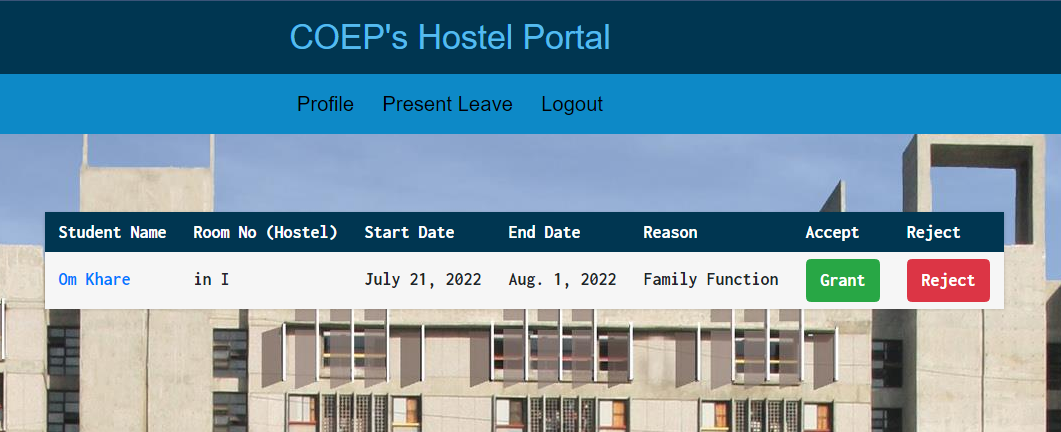 COEP's Hostel Portal
Profile Present Leave Logout
Student Name Room No (Hostel) Start Date End Date Reason Accept Reject
Om Khare in I July 21, 2022 Aug. 1, 2022 Family Function Grant Reject